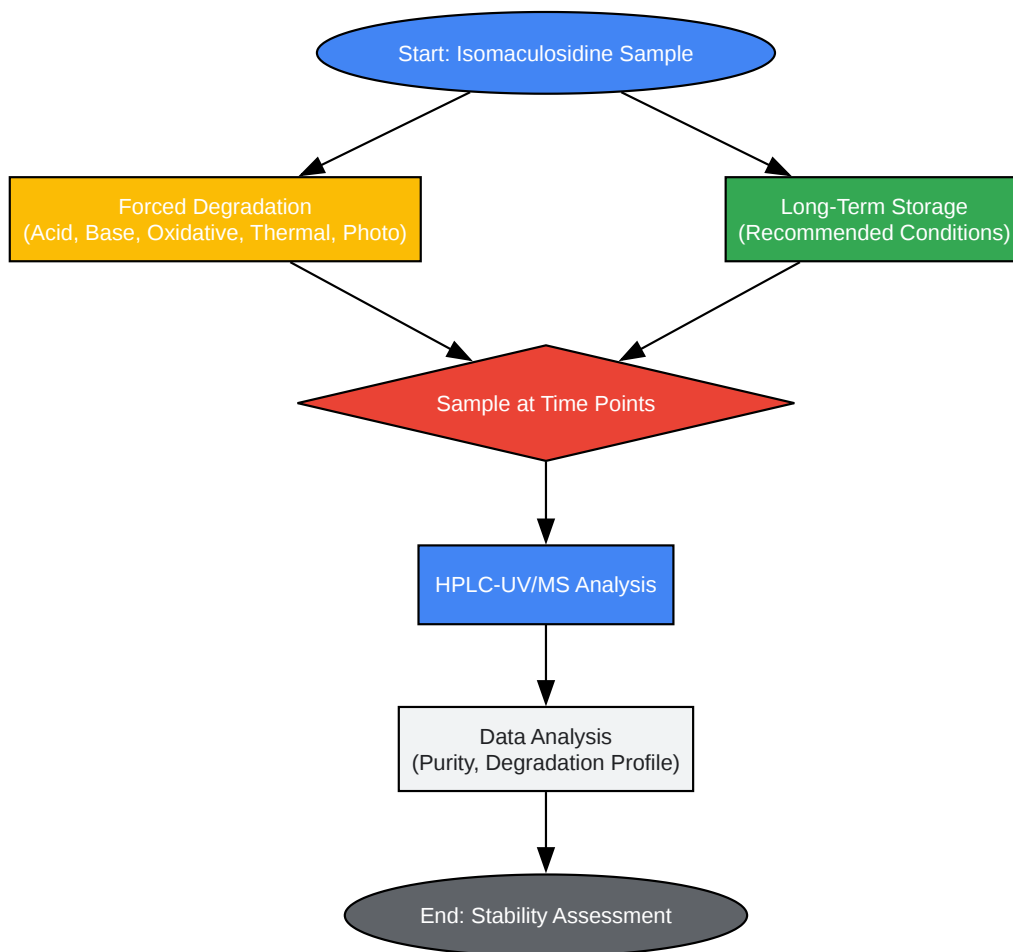 Start: Isomaculosidine Sample
Forced Degradation
(Acid, Base, Oxidative, Thermal, Photo)
Long-Term Storage
(Recommended Conditions)
Sample at Time Points
HPLC-UV/MS Analysis
Data Analysis
(Purity, Degradation Profile)
End: Stability Assessment